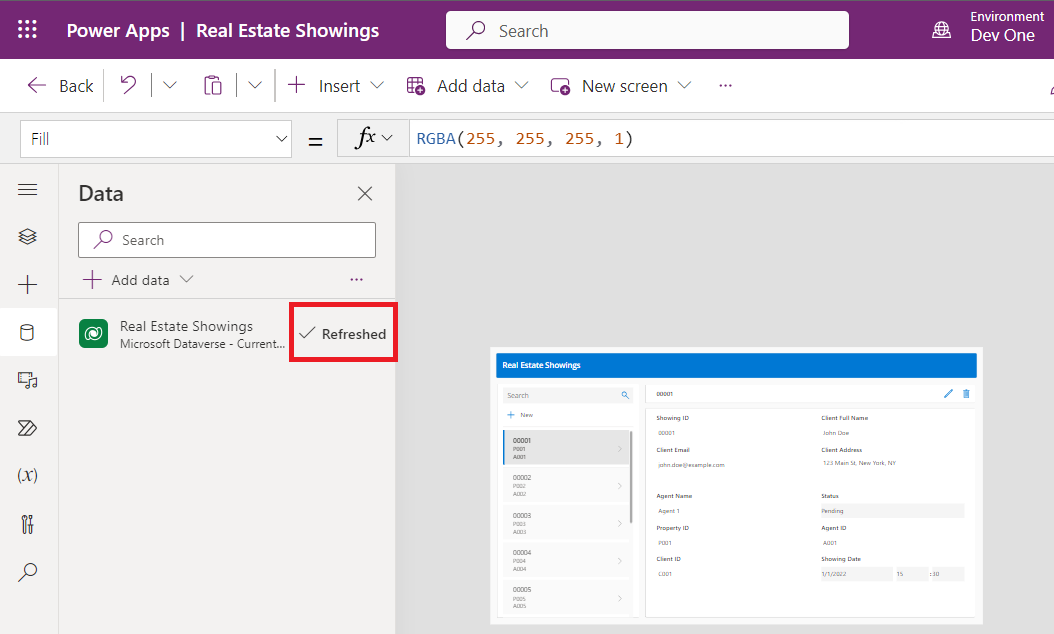 Power Apps | Real Estate Showings
Search
Environment
Dev One
Back
Insert
Add data
New screen
...
Fill
=
fx
RGBA(255, 255, 255, 1)
Data
Search
Add data
...
Real Estate Showings
Microsoft Dataverse - Current...
Refreshed
(x)
Real Estate Showings
Search
New
00001
P001
A001
00002
P002
A002
00003
P003
A003
00004
P004
A004
00005
P005
A005
00001
Showing ID
Client Full Name
00001
John Doe
Client Email
Client Address
john.doe@example.com
123 Main St. New York, NY
Agent Name
Status
Agent 1
Pending
Property ID
Agent ID
P001
A001
Client ID
Showing Date
C001
1/1/2022 15 :30